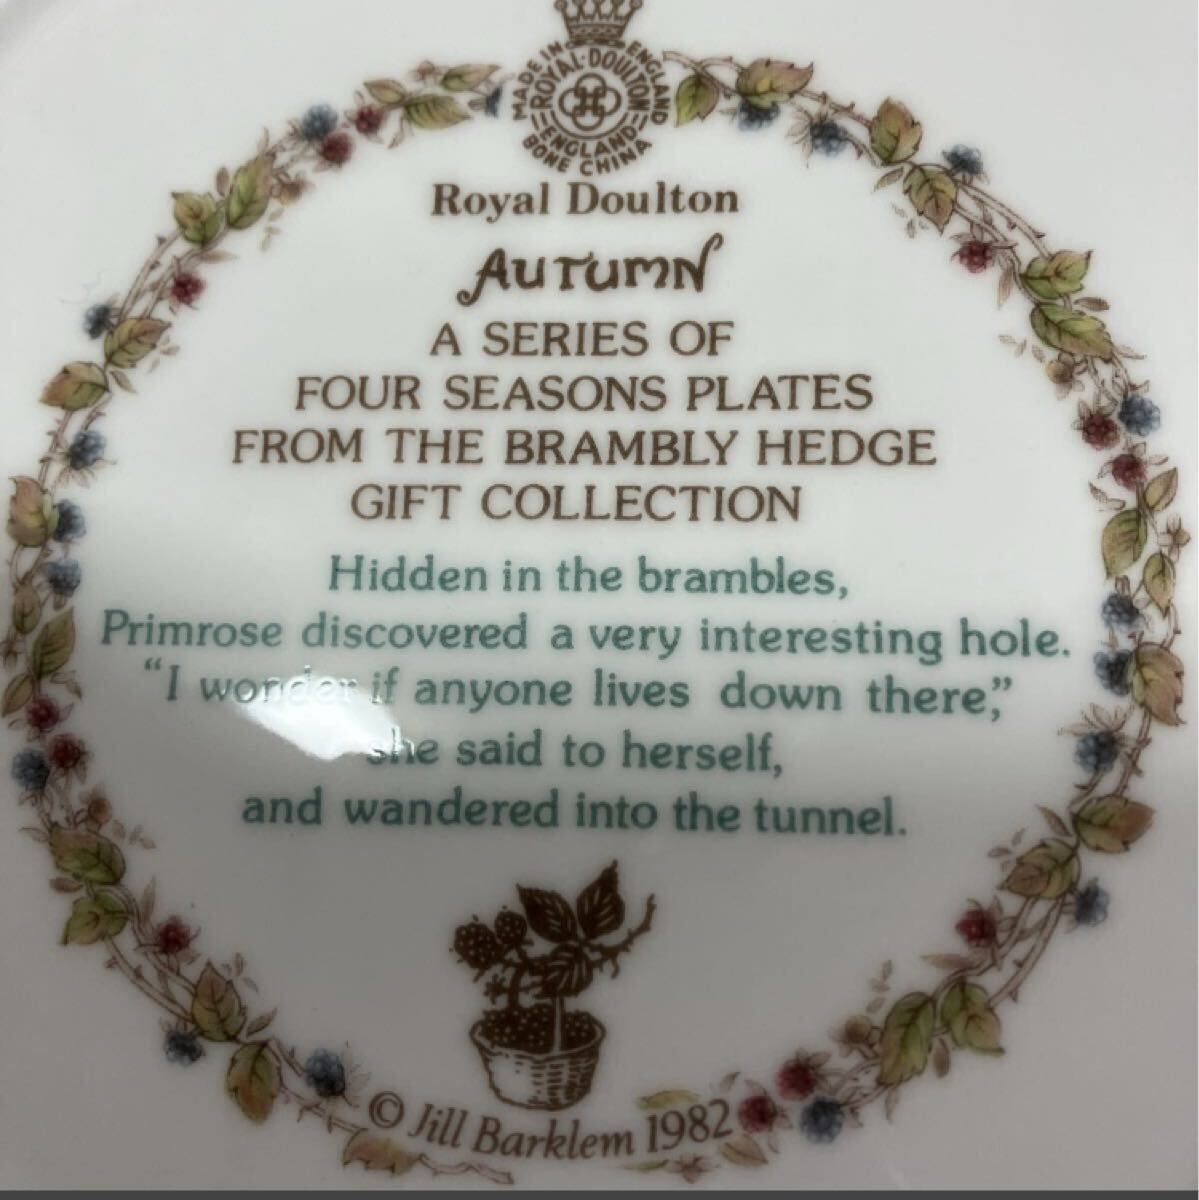 MADE IN ENGLAND
ROYAL·DOULTON
ENGLAND
BONE CHINA
Royal Doulton
AUTUMN
A SERIES OF
FOUR SEASONS PLATES
FROM THE BRAMBLY HEDGE
GIFT COLLECTION
Hidden in the brambles,
Primrose discovered a very interesting hole.
“I wonder if anyone lives down there,”
she said to herself,
and wandered into the tunnel.
© Jill Barklem 1982